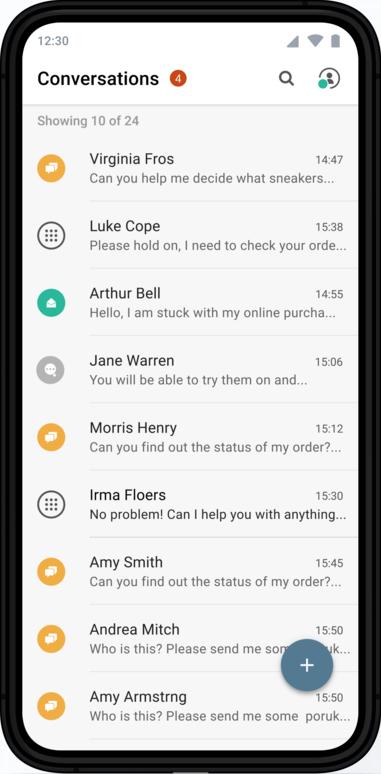 12:30
Conversations 4
Showing 10 of 24
Virginia Fros 14:47
Can you help me decide what sneakers...
Luke Cope 15:38
Please hold on, I need to check your orde...
Arthur Bell 14:55
Hello, I am stuck with my online purcha...
Jane Warren 15:06
You will be able to try them on and...
Morris Henry 15:12
Can you find out the status of my order?...
Irma Floers 15:30
No problem! Can I help you with anything...
Amy Smith 15:45
Can you find out the status of my order?...
Andrea Mitch 15:50
Who is this? Please send me
Amy Armstrng 15:50
Who is this? Please send me some poruk...